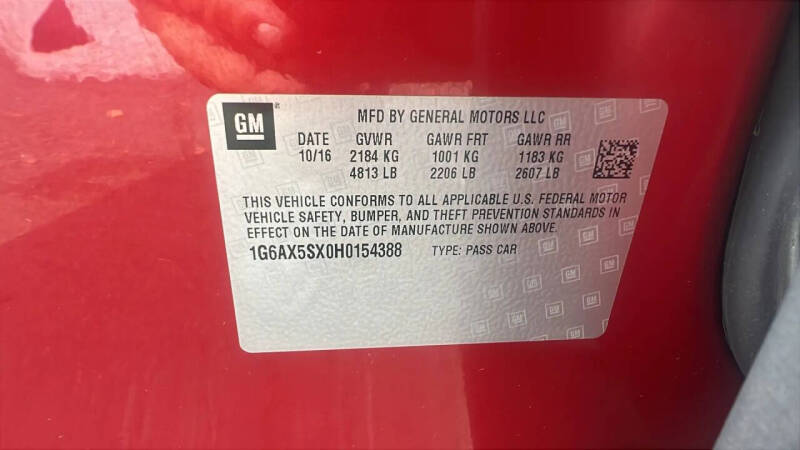 GM
MFD BY GENERAL MOTORS LLC
DATE GVWR GAWR FRT GAWR RR
10/16 2184 KG 1001 KG 1183 KG
4813 LB 2206 LB 2607 LB
THIS VEHICLE CONFORMS TO ALL APPLICABLE U.S. FEDERAL MOTOR
VEHICLE SAFETY, BUMPER, AND THEFT PREVENTION STANDARDS IN
EFFECT ON THE DATE OF MANUFACTURE SHOWN ABOVE.
1G6AX5SX0H0154388 TYPE: PASS CAR